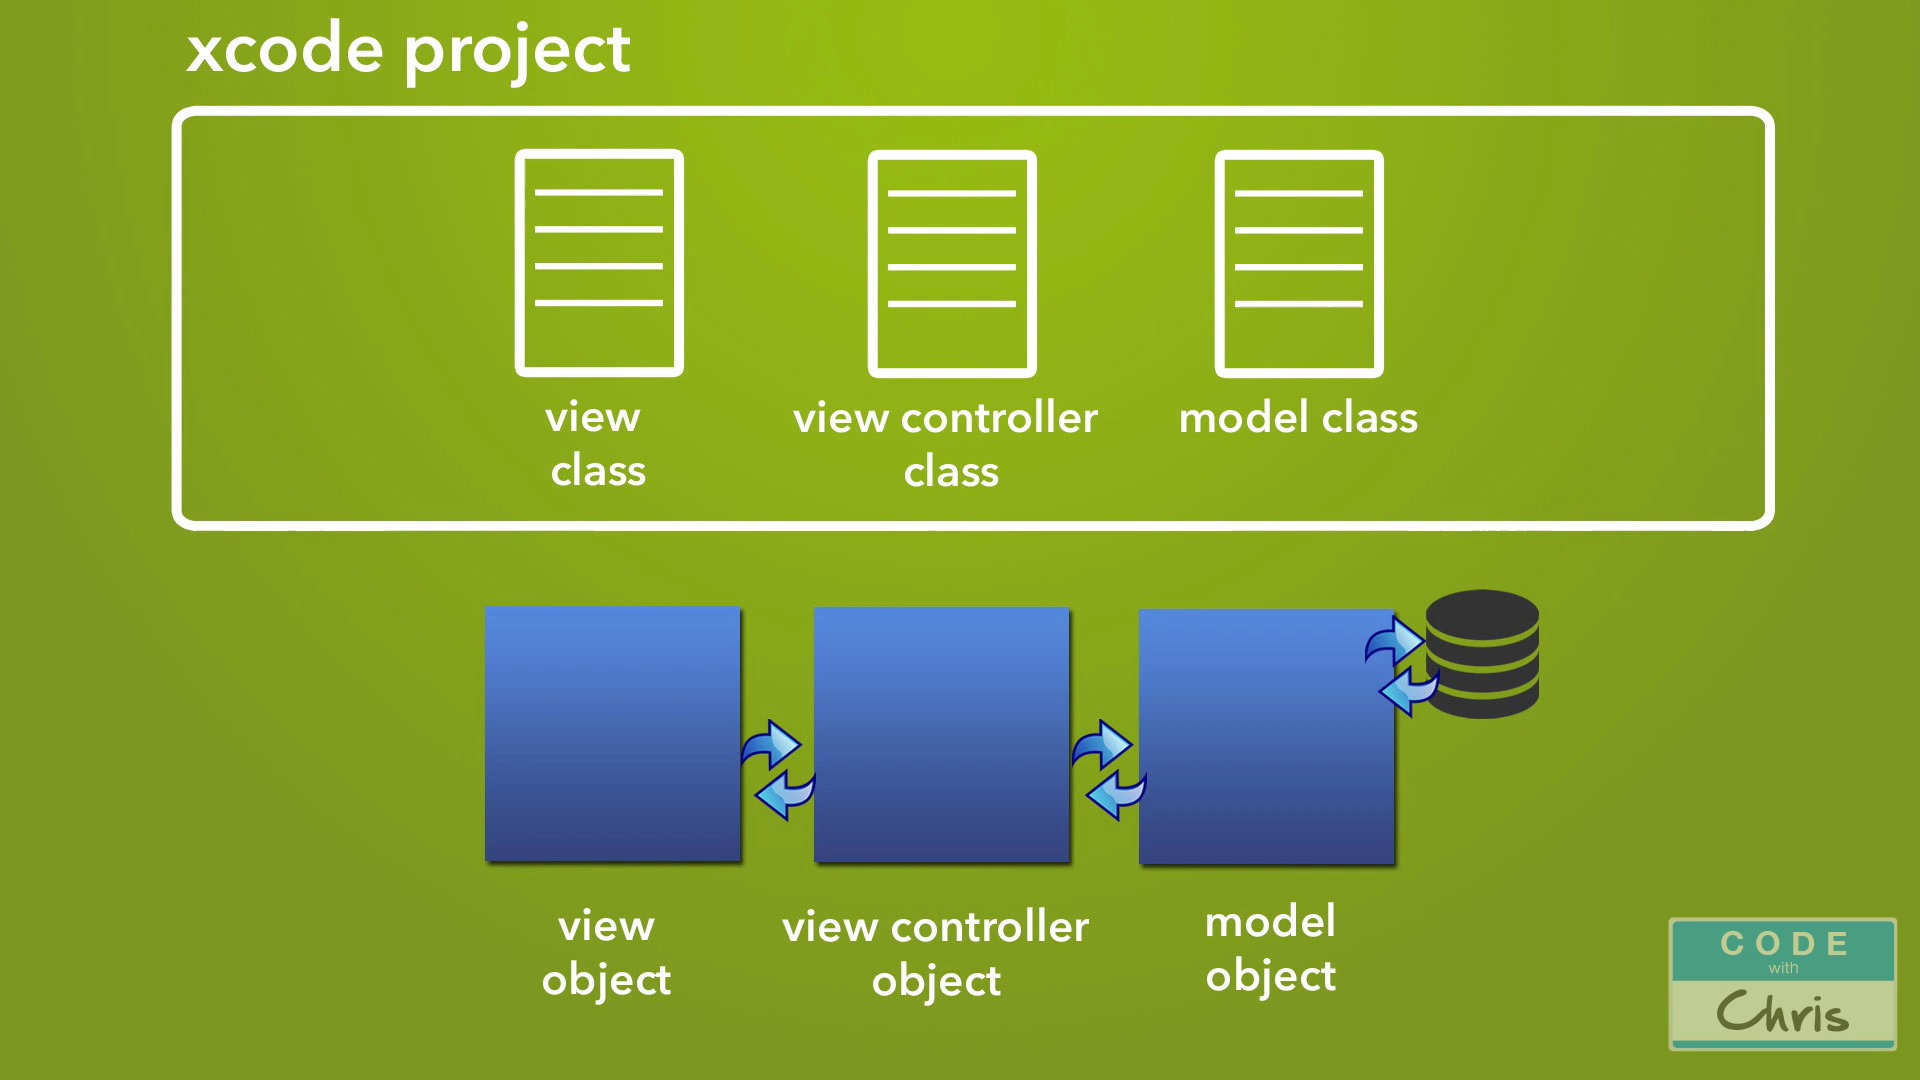 xcode project
view
class
view controller
class
model class
view
object
view controller
object
model
object
CODE
with
Chris